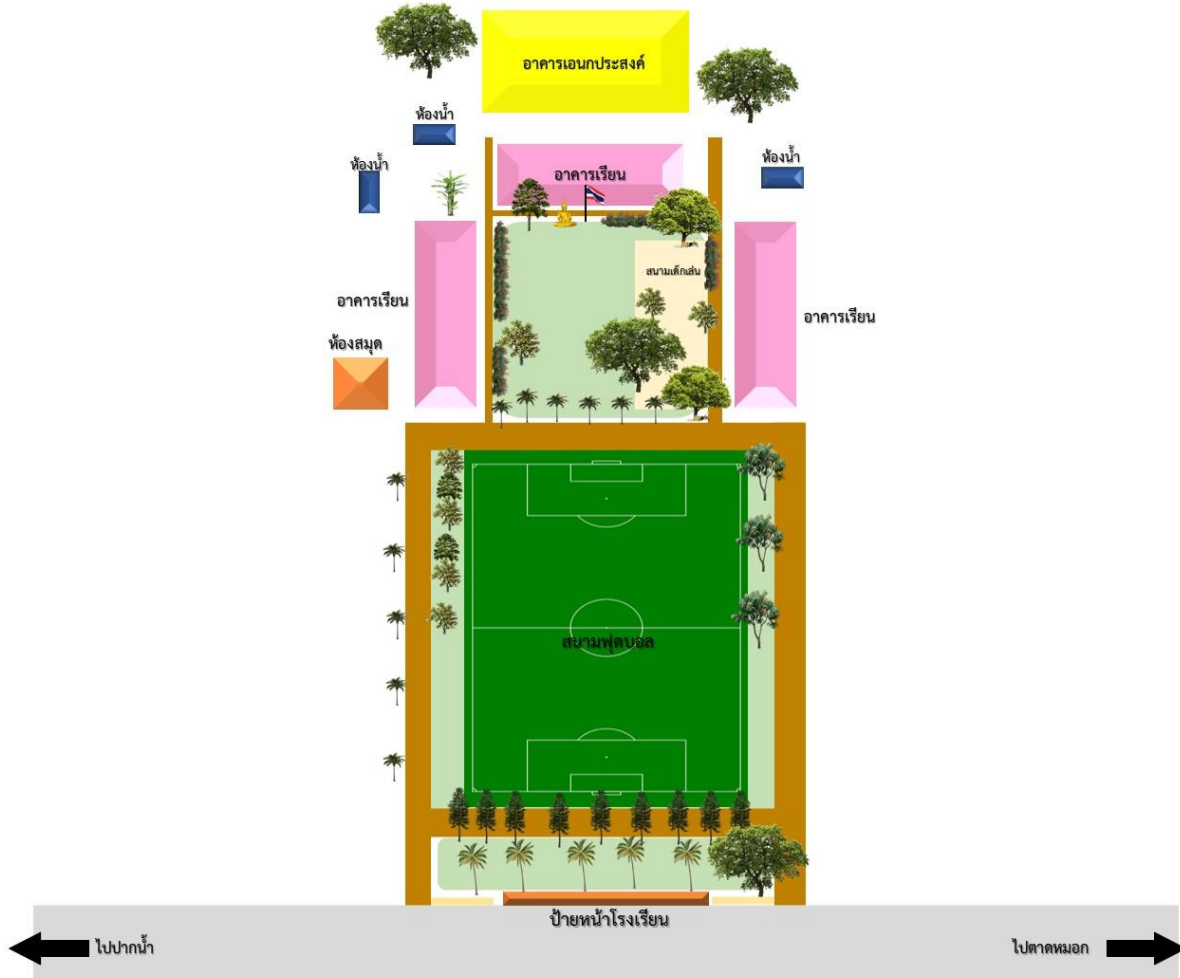 อาคารเอนกประสงค์
ห้องน้ำ
ห้องน้ำ
ห้องน้ำ
อาคารเรียน
สนามเด็กเล่น
อาคารเรียน
อาคารเรียน
ห้องสมุด
สนามฟุตบอล
ป้ายหน้าโรงเรียน
ไปปากน้ำ
ไปตาดหมอก